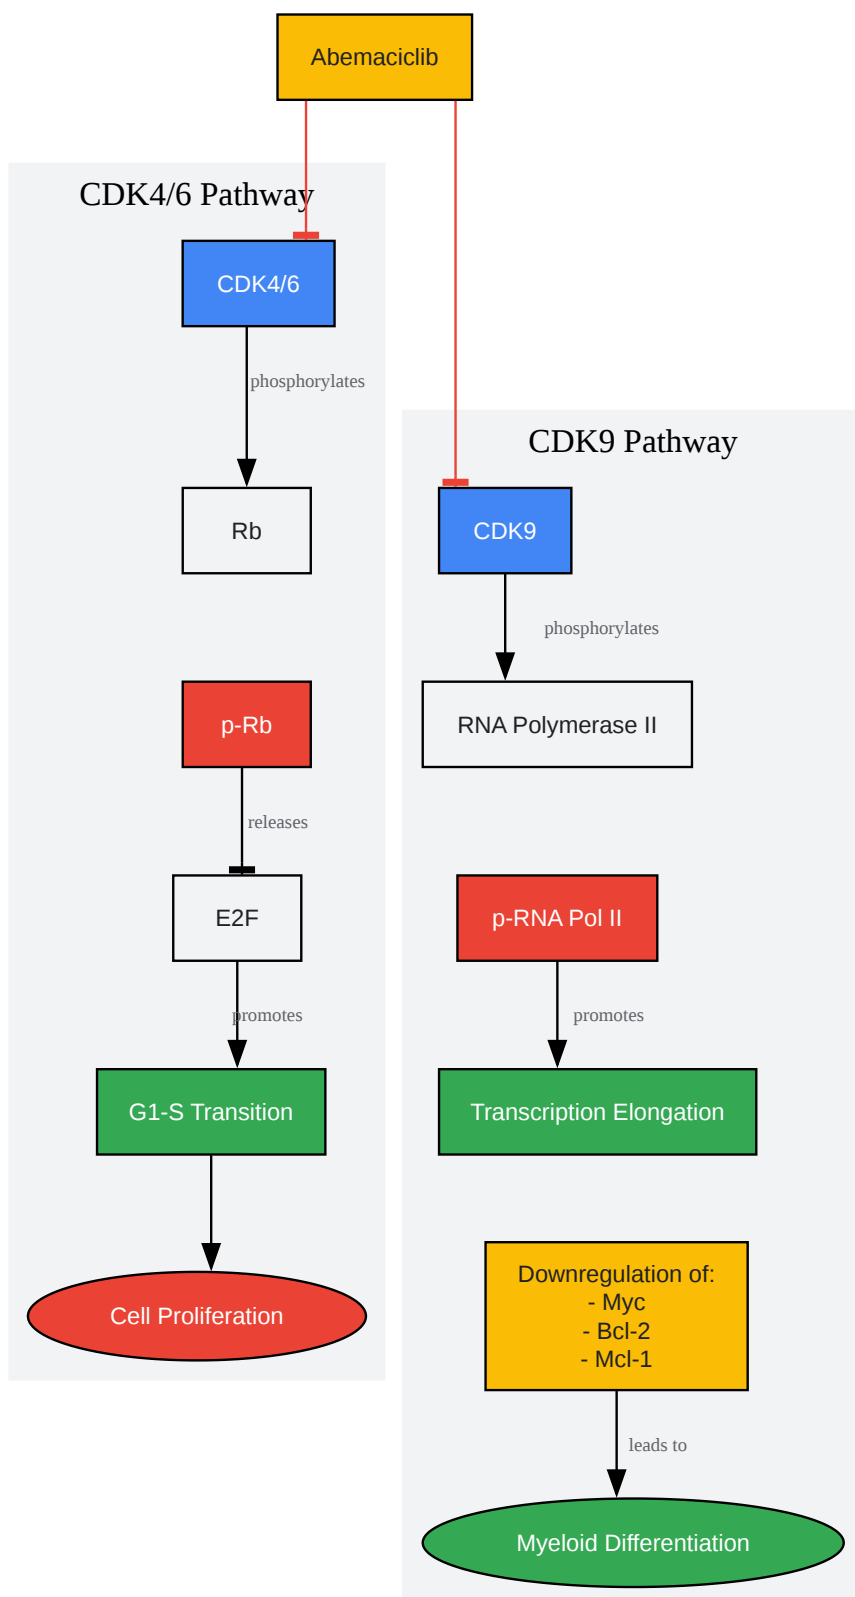 Abemaciclib
CDK4/6 Pathway
CDK4/6
phosphorylates
Rb
p-Rb
releases
E2F
promotes
G1-S Transition
Cell Proliferation
CDK9 Pathway
CDK9
phosphorylates
RNA Polymerase II
p-RNA Pol II
promotes
Transcription Elongation
Downregulation of:
- Myc
- Bcl-2
- Mcl-1
leads to
Myeloid Differentiation